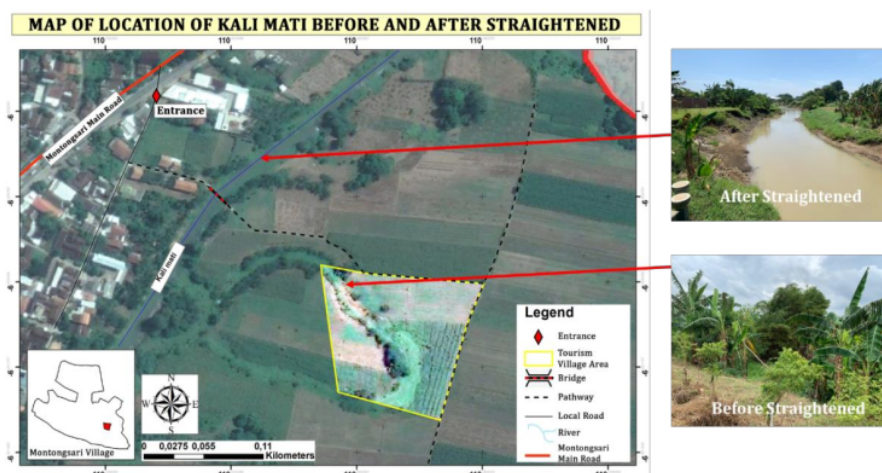 MAP OF LOCATION OF KALI MATI BEFORE AND AFTER STRAIGHTENED
110
110
110
110
110
Entrance
Montongsari Main Road
Kali mati
After Straightened
Before Straightened
Legend
Entrance
Tourism
Village Area
Bridge
Pathway
Local Road
River
Montongsari
Main Road
N
W
E
S
Montongsari Village
0 0,0275 0,055 0,11
Kilometers